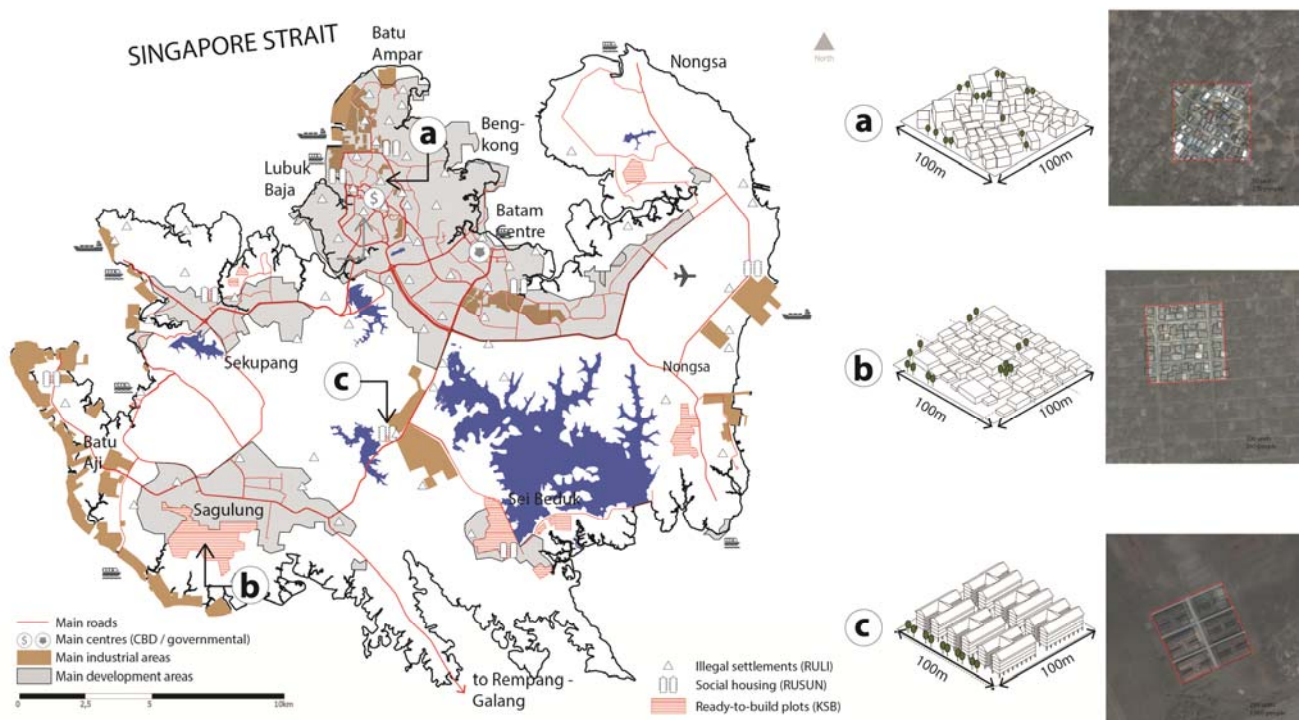 SINGAPORE STRAIT
Batu
Ampar
Nongsa
North
a
Beng-
kong
Lubuk
Baja
$
Batam
Centre
Sekupang
c
Nongsa
Batu
Aji
Sagulung
Sei Beduk
b
to Rempang -
Galang
Main roads
$ Main centres (CBD / governmental)
Main industrial areas
Main development areas
0 2,5 5 10km
Illegal settlements (RULI)
Social housing (RUSUN)
Ready-to-build plots (KSB)
a
100m 100m
b
100m 100m
c
100m 100m